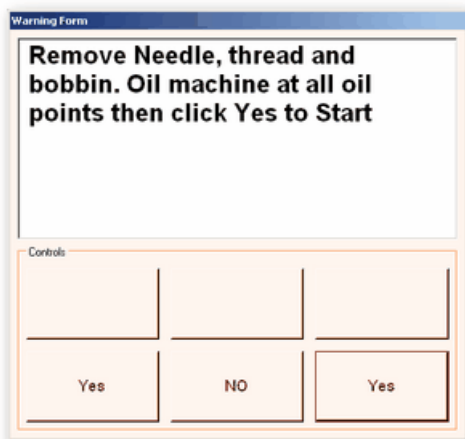 Warning Form
Remove Needle, thread and
bobbin. Oil machine at all oil
points then click Yes to Start
Controls
Yes
NO
Yes